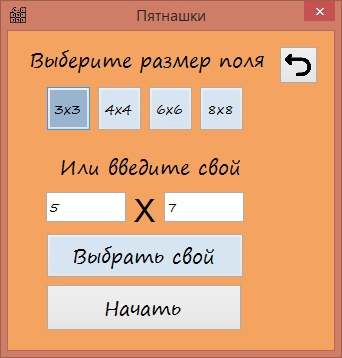 Пятнашки
Выберите размер поля
3x3 4x4 6x6 8x8
Или введите свой
5 X 7
Выбрать свой
Начать